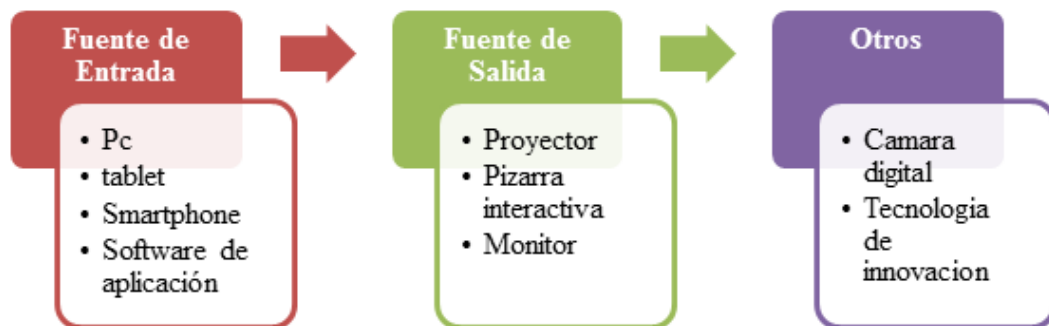 Fuente de
Entrada
• Pc
• tablet
• Smartphone
• Software de
aplicación
Fuente de
Salida
• Proyector
• Pizarra
interactiva
• Monitor
Otros
• Camara
digital
• Tecnologia
de
innovacion